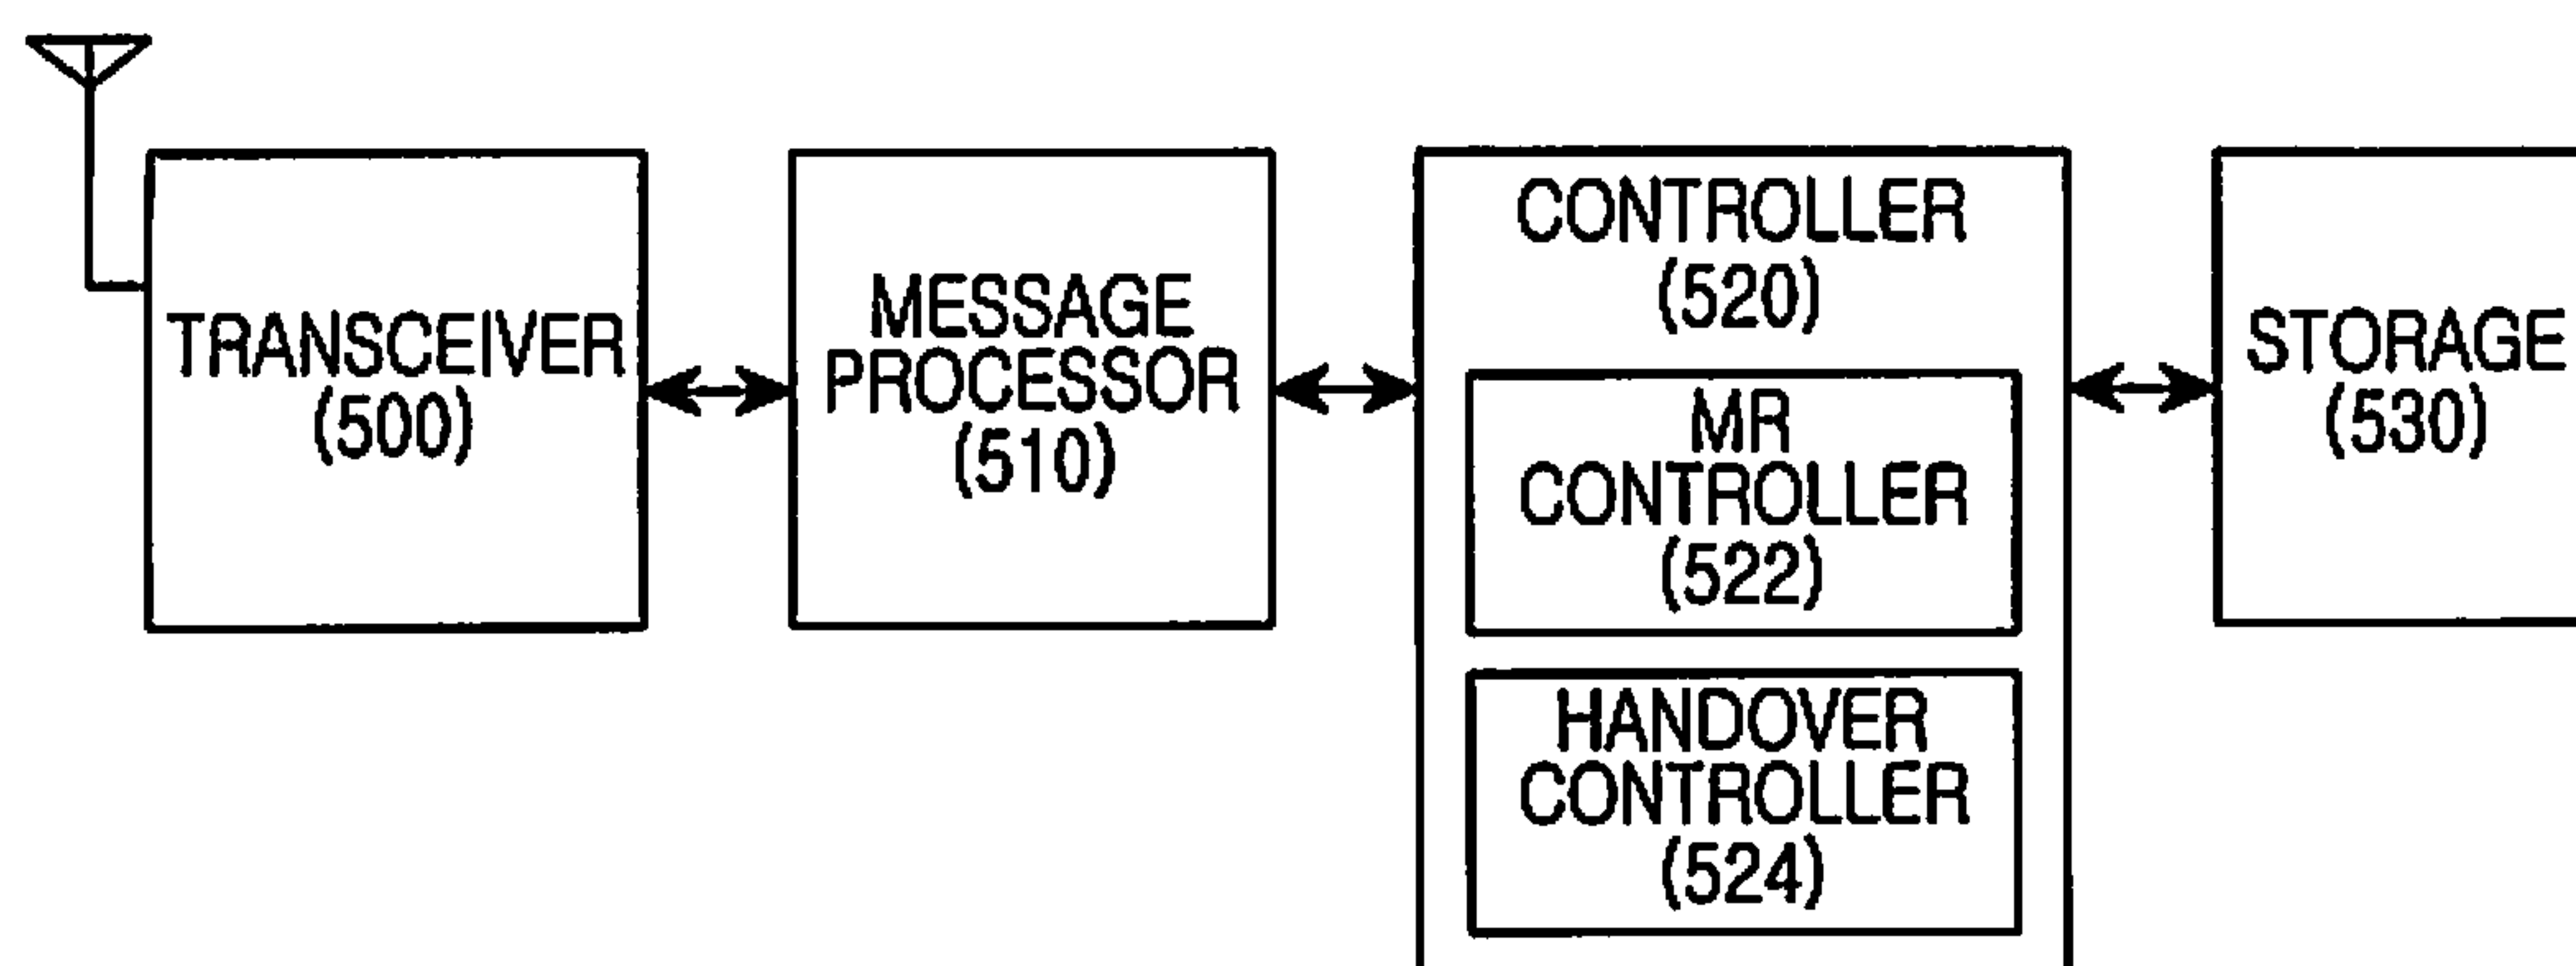 TRANSCEIVER
(500)
MESSAGE
PROCESSOR
(510)
CONTROLLER
(520)
MR
CONTROLLER
(522)
HANDOVER
CONTROLLER
(524)
STORAGE
(530)